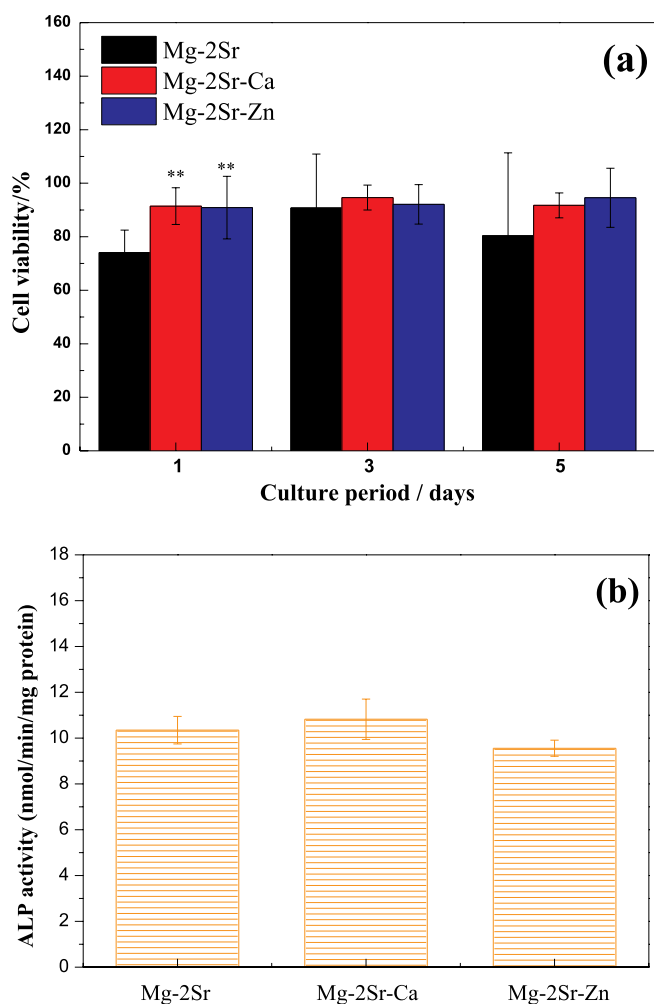 160
140
120
100
80
60
40
20
0
Cell viability/%
Mg-2Sr
Mg-2Sr-Ca
Mg-2Sr-Zn
(a)
** **
1 3 5
Culture period / days
18
16
14
12
10
8
6
4
2
0
ALP activity (nmol/min/mg protein)
(b)
Mg-2Sr Mg-2Sr-Ca Mg-2Sr-Zn